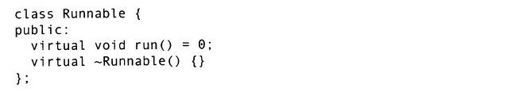 class Runnable {
public:
  virtual void run() = 0;
  virtual ~Runnable() {}
};